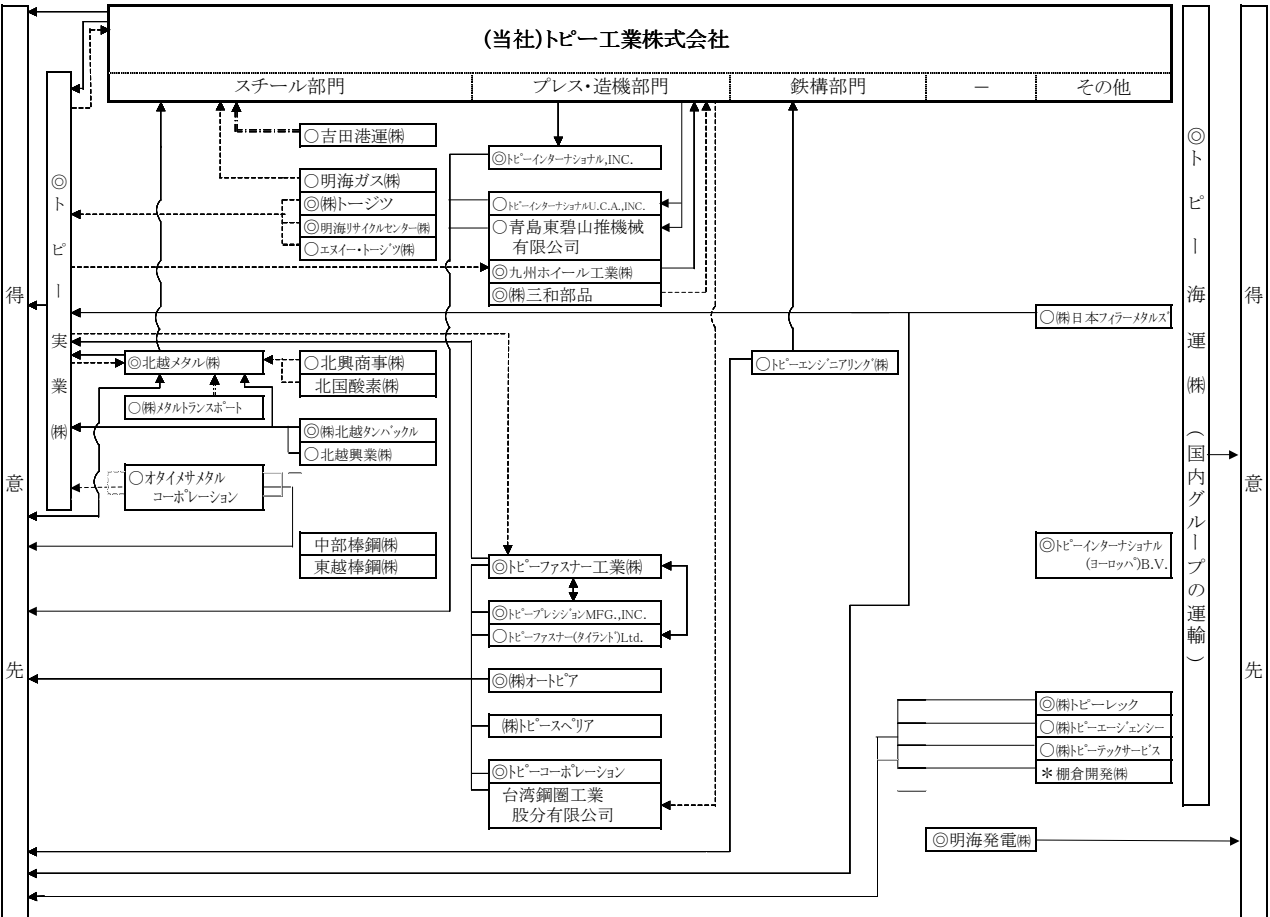 (当社)トピー工業株式会社
スチール部門
プレス・造機部門
鉄構部門
－
その他
◎トピー実業㈱
得意先
◎トピー海運㈱(国内グループの運輸)
得意先
○吉田港運㈱
○明海ガス㈱
◎㈱トージツ
◎明海リサイクルセンター㈱
○エヌイー・トージツ㈱
◎北越メタル㈱
○北興商事㈱
北国酸素㈱
○㈱メタルトランスポート
◎㈱北越タンバックル
○北越興業㈱
○オタイメサメタル
コーポレーション
中部棒鋼㈱
東越棒鋼㈱
◎トピーインターナショナル,INC.
○トピーインターナショナルU.C.A.,INC.
○青島東碧山推機械
有限公司
◎九州ホイール工業㈱
◎㈱三和部品
◎トピーファスナー工業㈱
◎トピープレシジョンMFG.,INC.
○トピーファスナー(タイランド)Ltd.
◎㈱オートピア
㈱トピースペリア
◎トピーコーポレーション
台湾鋼圈工業
股分有限公司
○トピーエンジニアリング㈱
○㈱日本フィラーメタルズ
◎トピーインターナショナル
(ヨーロッパ)B.V.
◎㈱トピーレック
○㈱トピーエージェンシー
○㈱トピーテックサービス
＊棚倉開発㈱
◎明海発電㈱